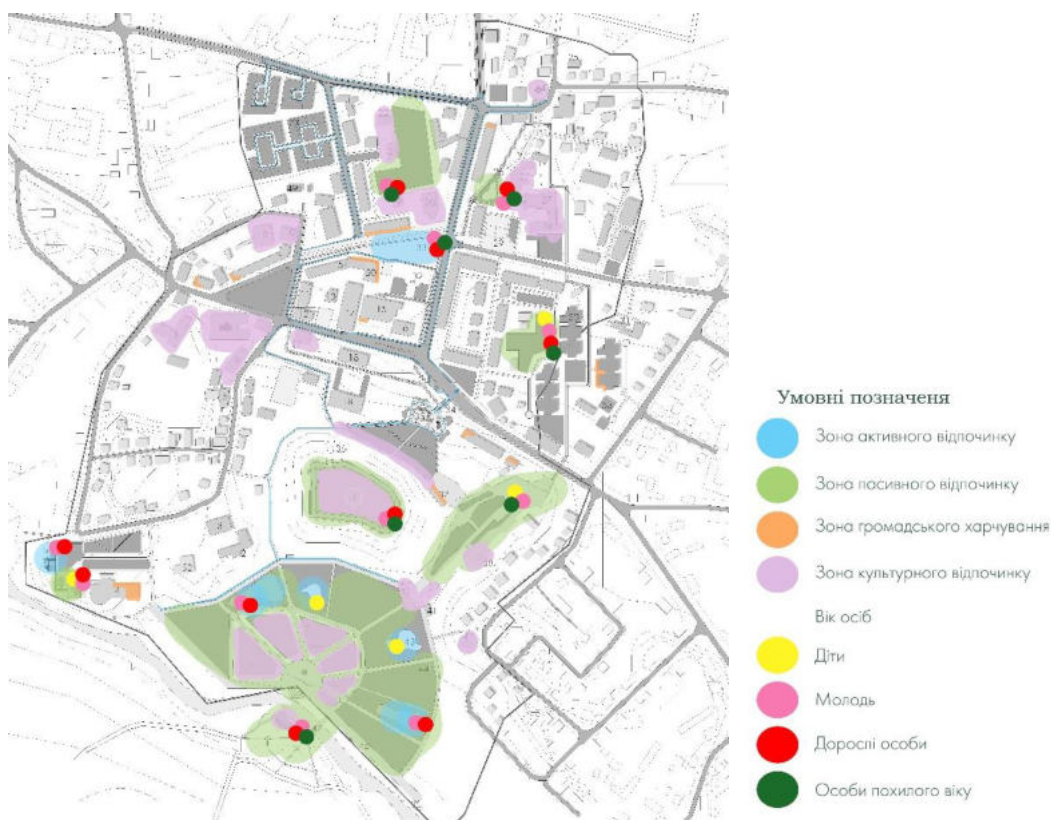 Умовні позначеня
Зона активного відпочинку
Зона пасивного відпочинку
Зона громадського харчування
Зона культурного відпочинку
Вік осіб
Діти
Молодь
Дорослі особи
Особи похилого віку